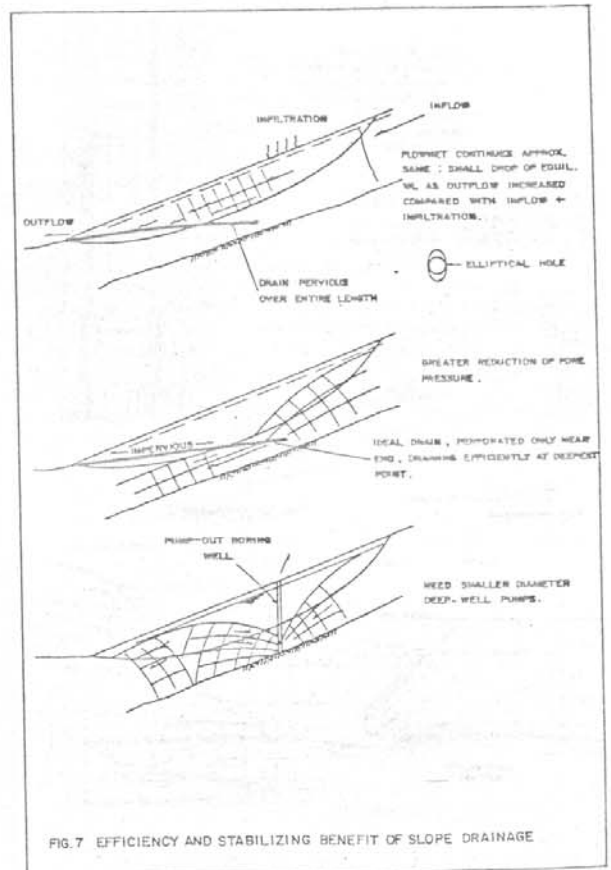 INFILTRATION
INFLOW
FLOWNET CONTINUES APPROX.
SAME : SMALL DROP OF EQUIL.
WL AS OUTFLOW INCREASED
COMPARED WITH INFLOW +
INFILTRATION.
OUTFLOW
ELLIPTICAL HOLE
DRAIN PERVIOUS
OVER ENTIRE LENGTH
GREATER REDUCTION OF PORE
PRESSURE.
IMPERVIOUS
IDEAL DRAIN, PERFORATED ONLY NEAR
END, DRAINING EFFICIENTLY AT DEEPEST
POINT.
PUMP-OUT BORING
WELL
NEED SMALLER DIAMETER
DEEP-WELL PUMPS.
FIG. 7 EFFICIENCY AND STABILIZING BENEFIT OF SLOPE DRAINAGE